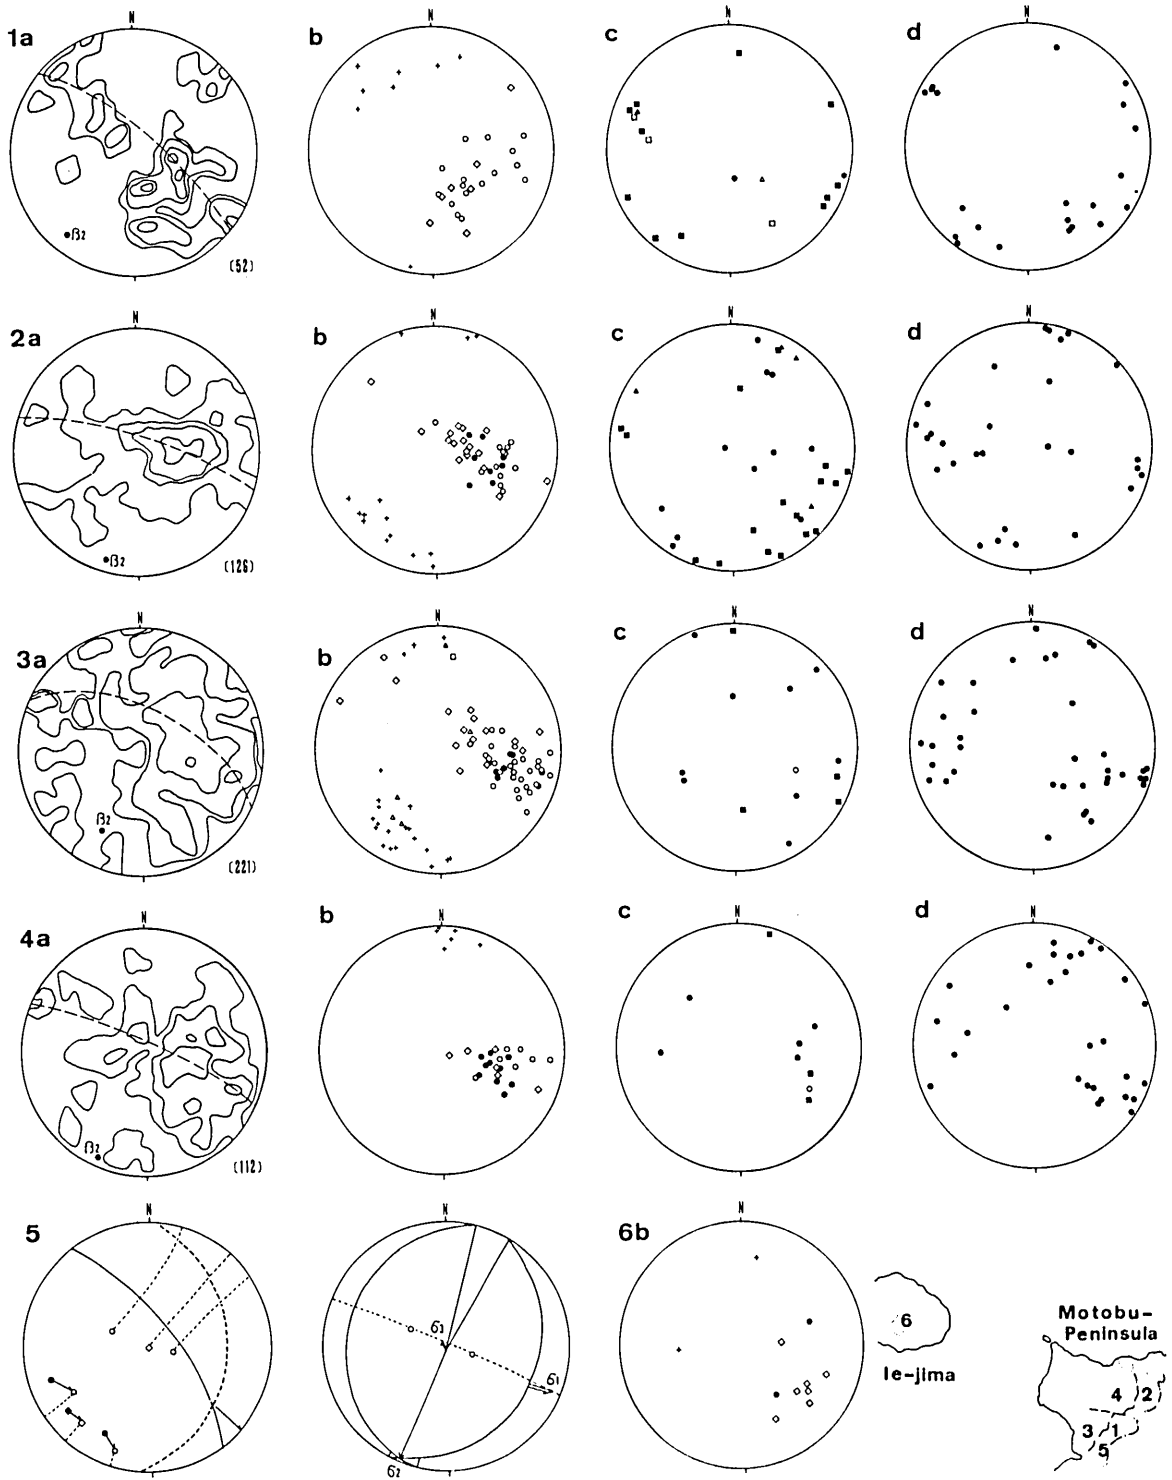 N N N N
1a b c d
β2
(52)
N N N N
2a b c d
β2
(126)
N N N N
3a b c d
β2
(221)
N N N N
4a b c d
β2
(112)
N N N
5 6b
6
Ie-jima
Motobu-
Peninsula
4 2
3 1
5
σ3
σ1
σ2